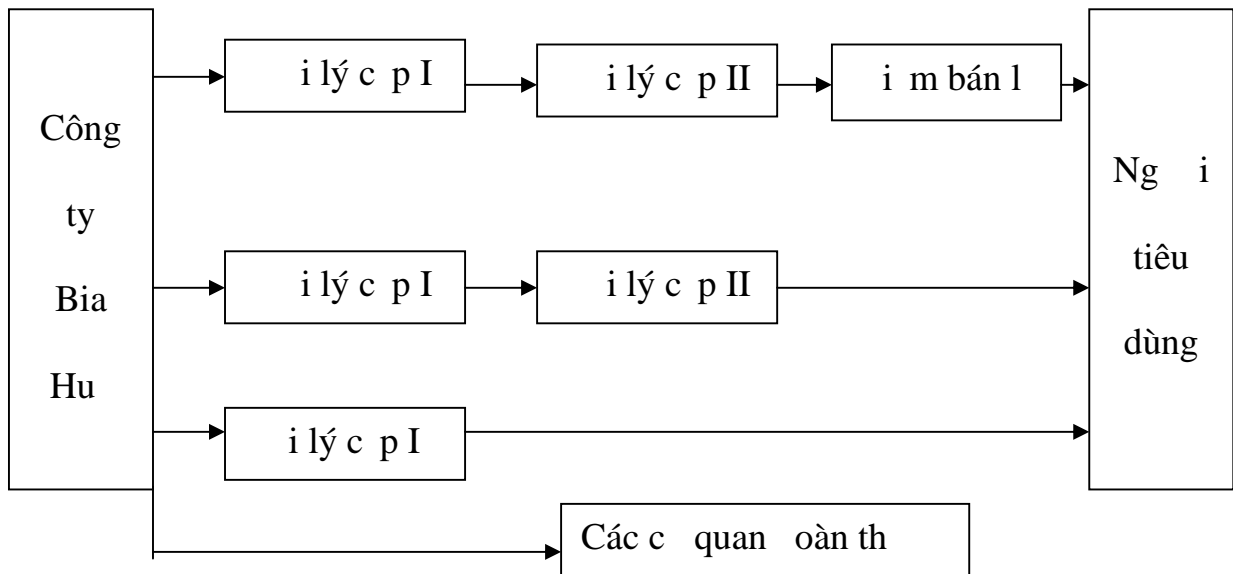 Công
ty
Bia
Hu
i lý c p I
i lý c p II
i m bán l
i lý c p I
i lý c p II
i lý c p I
Các c quan oàn th
Ng i
tiêu
dùng